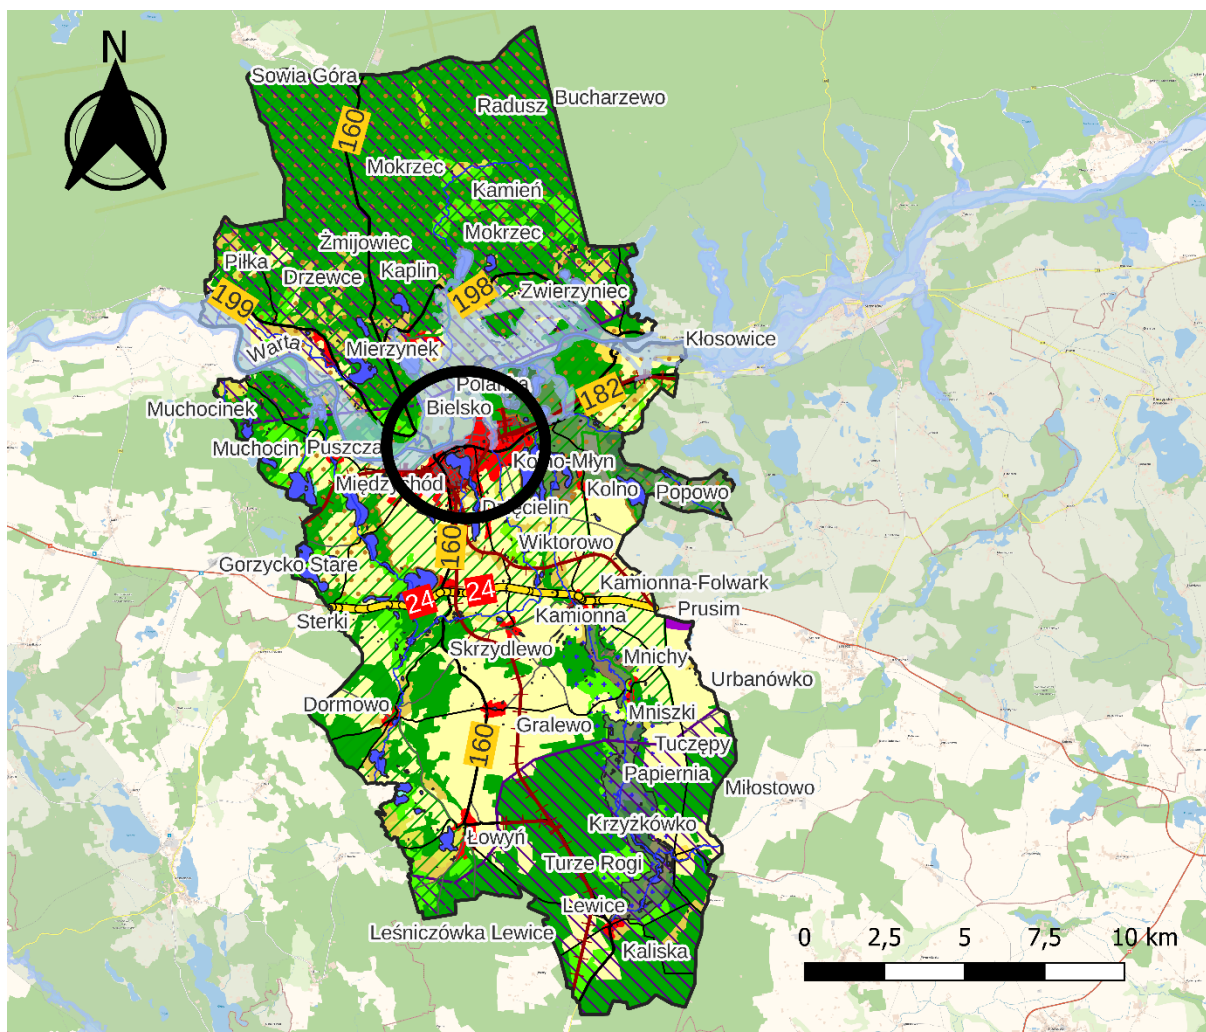 N
Sowia Góra
160
Radusz
Bucharzewo
Mokrzec
Kamień
Mokrzec
Żmijowiec
Piłka
Drzewce
Kaplin
199
198
Zwierzyniec
Warta
Mierzynek
Kłosowice
Polanka
182
Bielsko
Muchocinek
Muchocin
Puszcza
Kolno-Młyn
Międzychód
Kolno
Popowo
160
Wiktorowo
Gorzycko Stare
Kamionna-Folwark
24
24
Prusim
Sterki
Kamionna
Skrzydlewo
Mnichy
Urbanówko
Dormowo
Mniszki
Gralewo
160
Tuczępy
Papiernia
Miłostowo
Krzyżkówko
Łowyń
Turze Rogi
Lewice
Leśniczówka Lewice
Kaliska
0 2,5 5 7,5 10 km